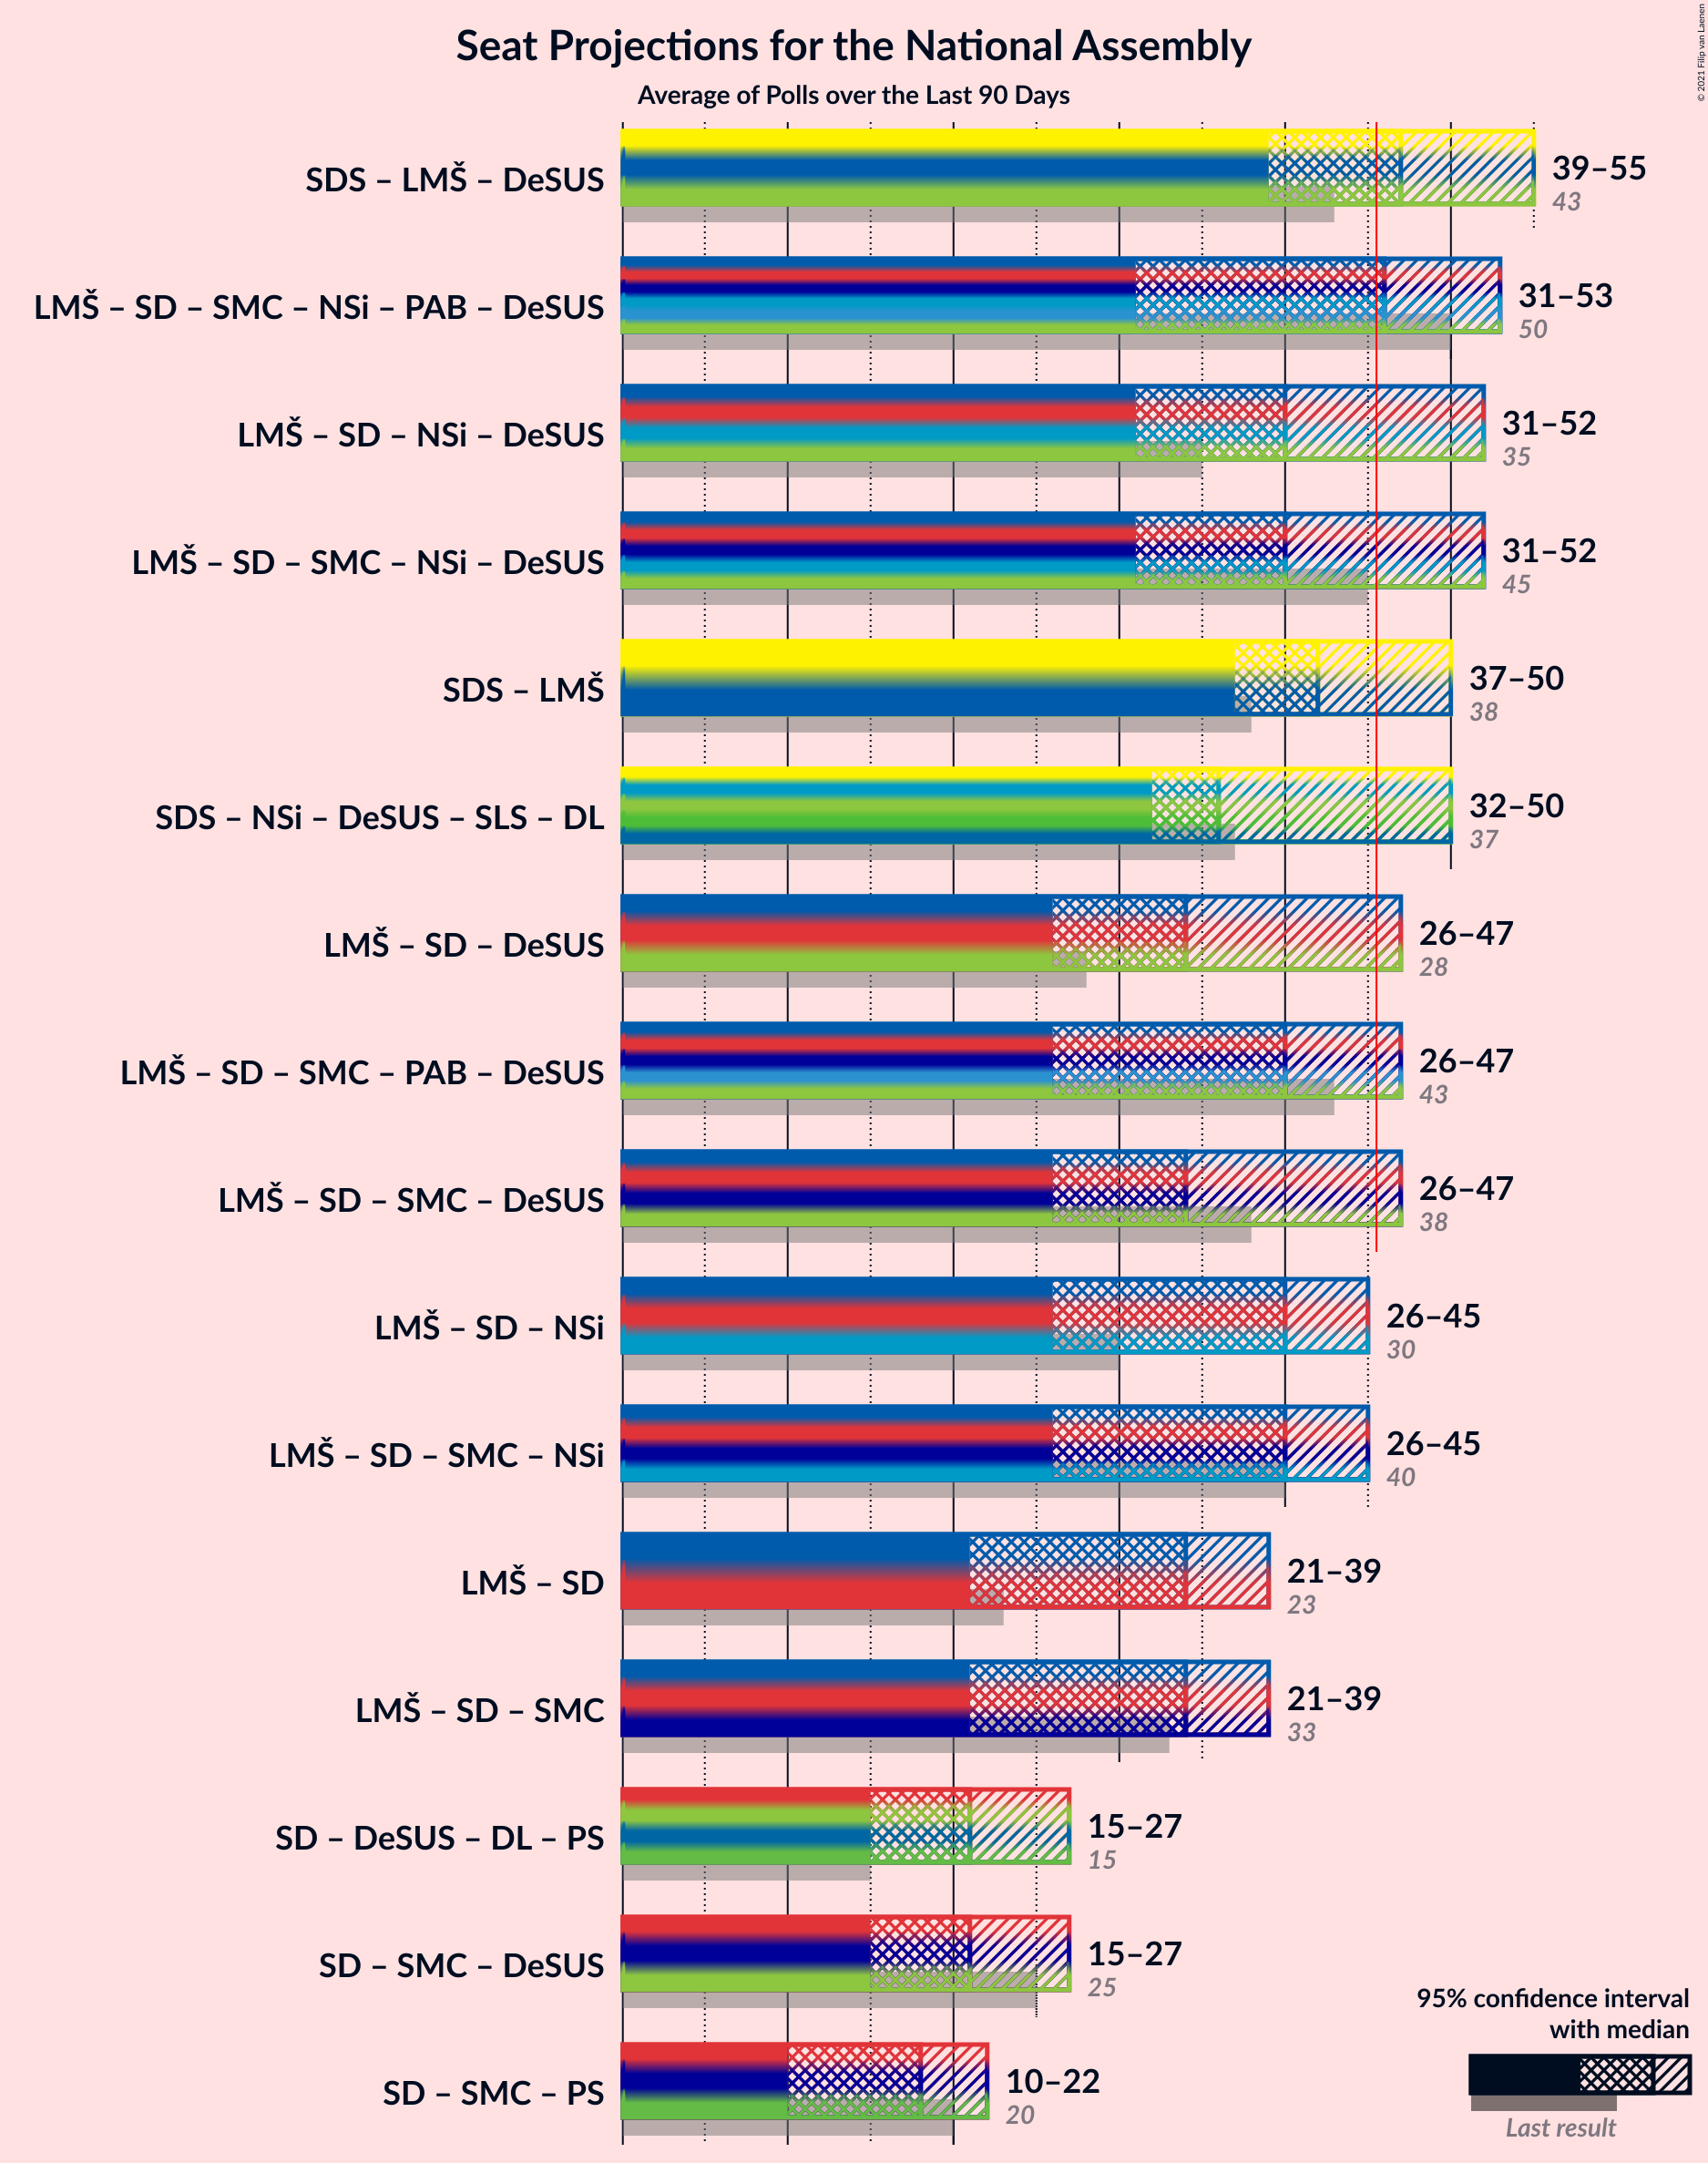 © 2021 Filip van Laenen
Seat Projections for the National Assembly
Average of Polls over the Last 90 Days
SDS – LMŠ – DeSUS
39–55
43
LMŠ – SD – SMC – NSi – PAB – DeSUS
31–53
50
LMŠ – SD – NSi – DeSUS
31–52
35
LMŠ – SD – SMC – NSi – DeSUS
31–52
45
SDS – LMŠ
37–50
38
SDS – NSi – DeSUS – SLS – DL
32–50
37
LMŠ – SD – DeSUS
26–47
28
LMŠ – SD – SMC – PAB – DeSUS
26–47
43
LMŠ – SD – SMC – DeSUS
26–47
38
LMŠ – SD – NSi
26–45
30
LMŠ – SD – SMC – NSi
26–45
40
LMŠ – SD
21–39
23
LMŠ – SD – SMC
21–39
33
SD – DeSUS – DL – PS
15–27
15
SD – SMC – DeSUS
15–27
25
SD – SMC – PS
10–22
20
95% confidence interval
with median
Last result